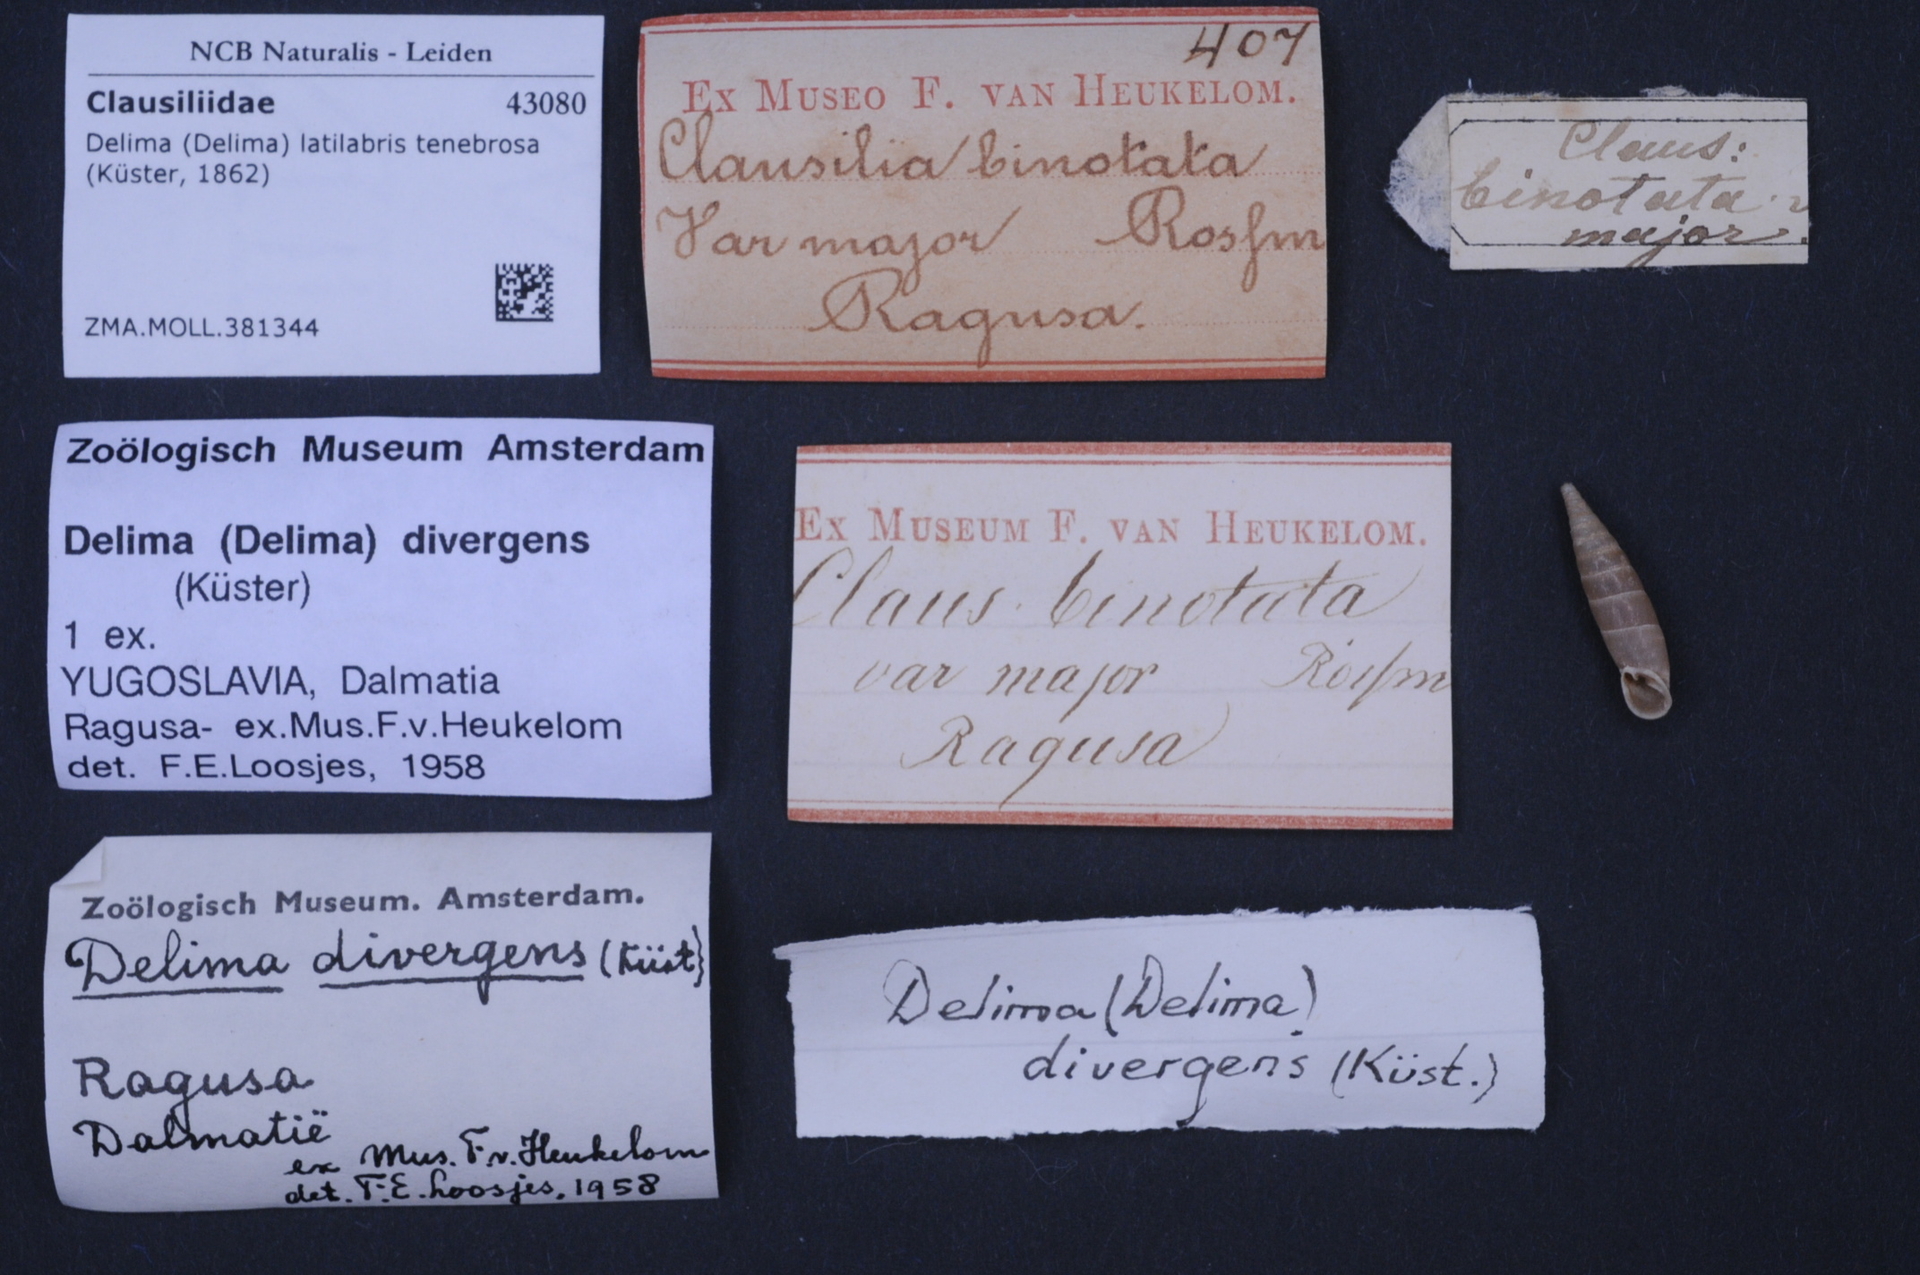 NCB Naturalis - Leiden
Clausiliidae 43080
Delima (Delima) latilabris tenebrosa
(Küster, 1862)
ZMA.MOLL.381344
407
Ex Museo F. van Heukelom.
Clausilia binotata
Var major Rossm
Ragusa.
Claus:
binotata v
major.
Zoölogisch Museum Amsterdam
Delima (Delima) divergens
(Küster)
1 ex.
YUGOSLAVIA, Dalmatia
Ragusa- ex.Mus.F.v.Heukelom
det. F.E.Loosjes, 1958
Ex Museum F. van Heukelom.
Claus. binotata
var major Rossm
Ragusa
Zoölogisch Museum. Amsterdam.
Delima divergens (Küst)
Ragusa
Dalmatië
ex Mus. F.v. Heukelom
det. F.E. Loosjes, 1958
Delima (Delima)
divergens (Küst.)